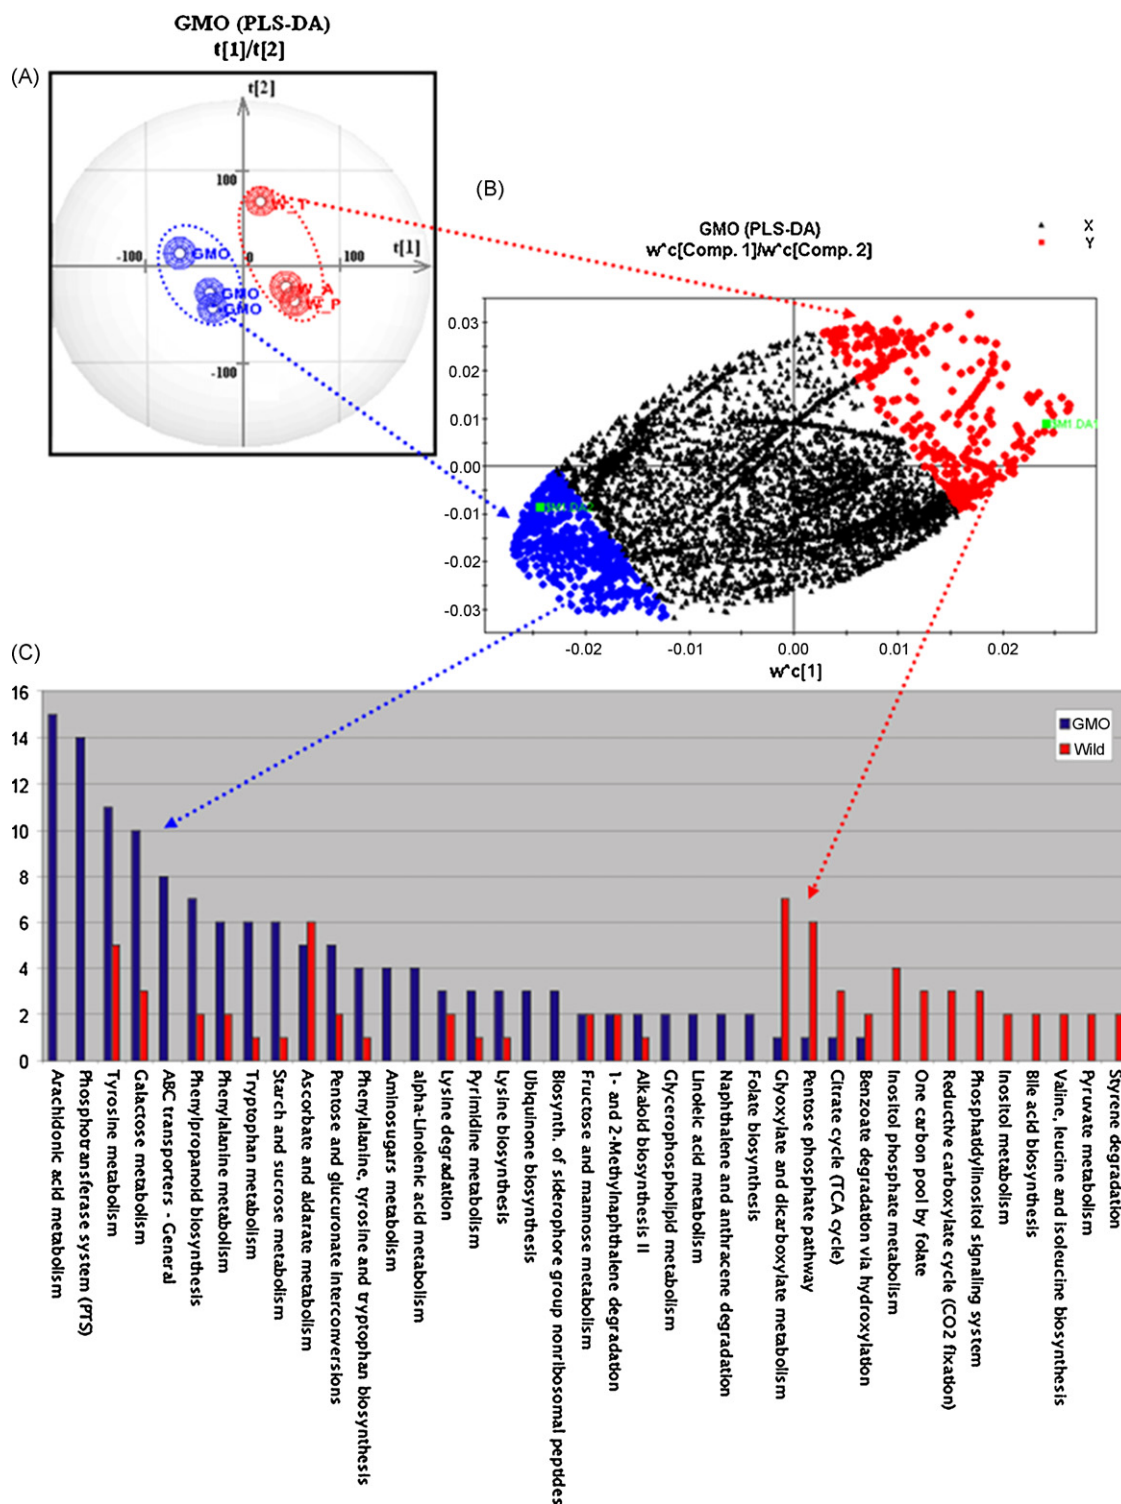 GMO (PLS-DA)
t[1]/t[2]
(A)
t[2]
100
W_T
GMO
-100
0
100
t[1]
GMO
GMO
W_A
W_P
-100
(B)
GMO (PLS-DA)
w^c[Comp. 1]/w^c[Comp. 2]
X
Y
0.03
0.02
0.01
0.00
-0.01
-0.02
-0.03
-0.02
-0.01
0.00
0.01
0.02
w^c[1]
(C)
GMO
Wild
16
14
12
10
8
6
4
2
0
Arachidonic acid metabolism
Phosphotransferase system (PTS)
Tyrosine metabolism
Galactose metabolism
ABC transporters - General
Phenylpropanoid biosynthesis
Phenylalanine metabolism
Tryptophan metabolism
Starch and sucrose metabolism
Ascorbate and aldarate metabolism
Pentose and glucuronate interconversions
Phenylalanine, tyrosine and tryptophan biosynthesis
Aminosugars metabolism
alpha-Linolenic acid metabolism
Lysine degradation
Pyrimidine metabolism
Lysine biosynthesis
Ubiquinone biosynthesis
Biosynth. of siderophore group nonribosomal peptides
Fructose and mannose metabolism
1- and 2-Methylnaphthalene degradation
Alkaloid biosynthesis II
Glycerophospholipid metabolism
Linoleic acid metabolism
Naphthalene and anthracene degradation
Folate biosynthesis
Glyoxylate and dicarboxylate metabolism
Pentose phosphate pathway
Citrate cycle (TCA cycle)
Benzoate degradation via hydroxylation
Inositol phosphate metabolism
One carbon pool by folate
Reductive carboxylate cycle (CO2 fixation)
Phosphatidylinositol signaling system
Inositol metabolism
Bile acid biosynthesis
Valine, leucine and isoleucine biosynthesis
Pyruvate metabolism
Styrene degradation